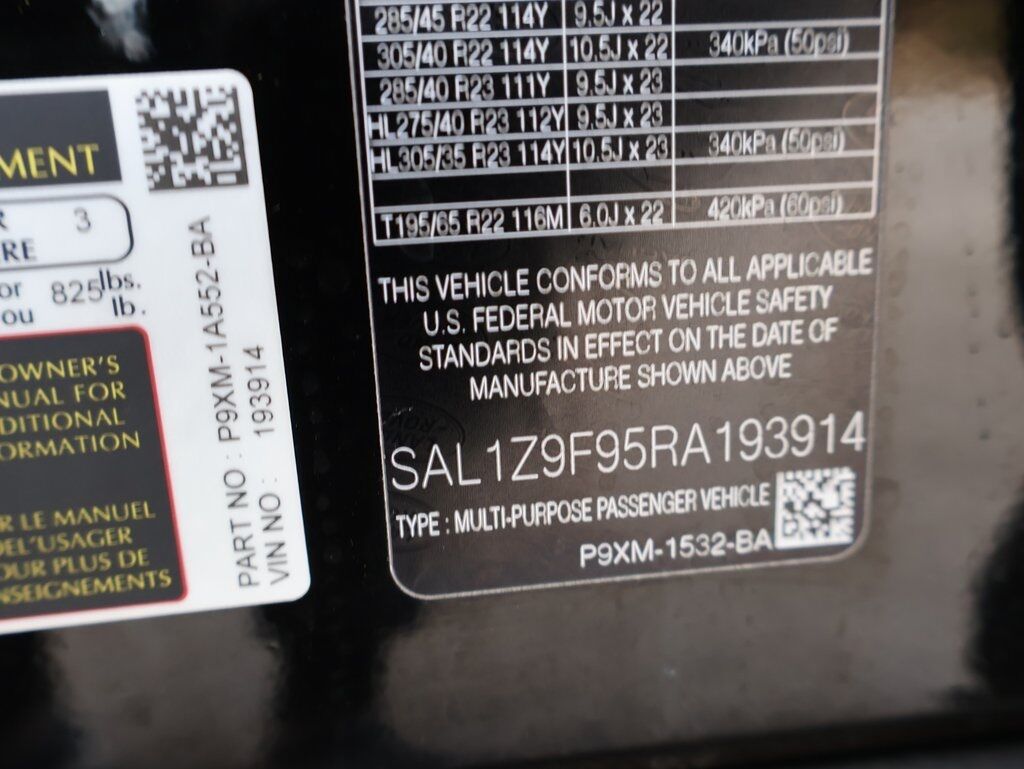 MENT
R 3
RE
or 825 lbs.
ou lb.
OWNER'S
NUAL FOR
DITIONAL
ORMATION
R LE MANUEL
DEL'USAGER
OUR PLUS DE
NSEIGNEMENTS
PART NO : P9XM-1A552-BA
VIN NO : 193914
285/45 R22 114Y 9.5J x 22
305/40 R22 114Y 10.5J x 22 340kPa (50psi)
285/40 R23 111Y 9.5J x 23
HL275/40 R23 112Y 9.5J x 23
HL305/35 R23 114Y 10.5J x 23 340kPa (50psi)
T195/65 R22 116M 6.0J x 22 420kPa (60psi)
THIS VEHICLE CONFORMS TO ALL APPLICABLE
U.S. FEDERAL MOTOR VEHICLE SAFETY
STANDARDS IN EFFECT ON THE DATE OF
MANUFACTURE SHOWN ABOVE
SAL1Z9F95RA193914
TYPE : MULTI-PURPOSE PASSENGER VEHICLE
P9XM-1532-BA